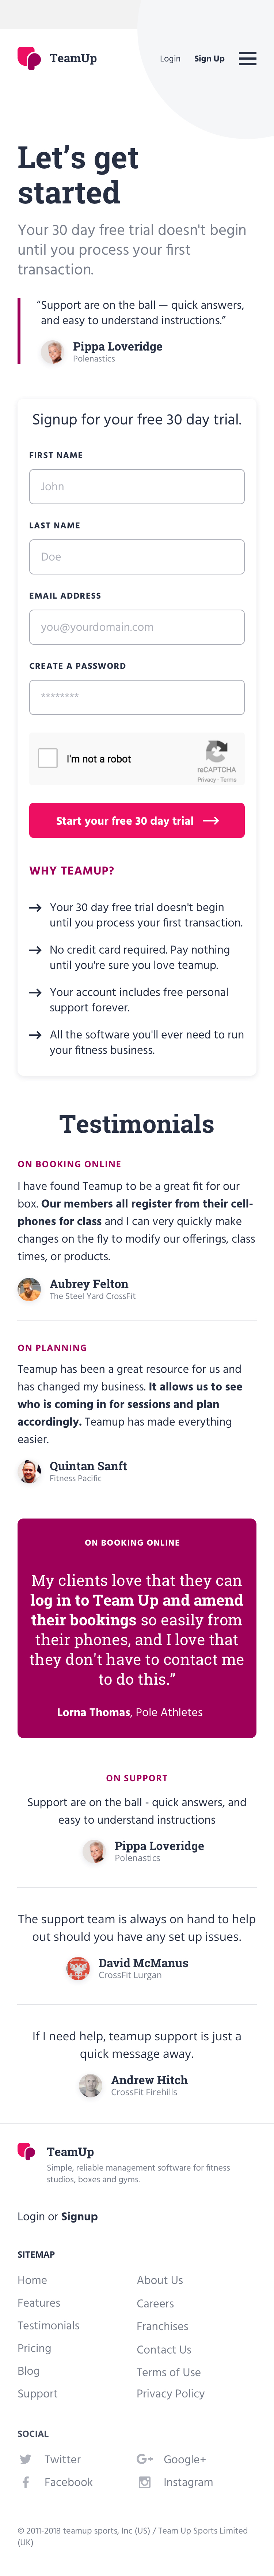 TeamUp
Login
Sign Up
Let's get
started
Your 30 day free trial doesn't begin
until you process your first
transaction.
“Support are on the ball — quick answers,
and easy to understand instructions.”
Pippa Loveridge
Polenastics
Signup for your free 30 day trial.
FIRST NAME
John
LAST NAME
Doe
EMAIL ADDRESS
you@yourdomain.com
CREATE A PASSWORD
********
I'm not a robot
reCAPTCHA
Privacy - Terms
Start your free 30 day trial
WHY TEAMUP?
Your 30 day free trial doesn't begin
until you process your first transaction.
No credit card required. Pay nothing
until you're sure you love teamup.
Your account includes free personal
support forever.
All the software you'll ever need to run
your fitness business.
Testimonials
ON BOOKING ONLINE
I have found Teamup to be a great fit for our
box. Our members all register from their cell-
phones for class and I can very quickly make
changes on the fly to modify our offerings, class
times, or products.
Aubrey Felton
The Steel Yard CrossFit
ON PLANNING
Teamup has been a great resource for us and
has changed my business. It allows us to see
who is coming in for sessions and plan
accordingly. Teamup has made everything
easier.
Quintan Sanft
Fitness Pacific
ON BOOKING ONLINE
My clients love that they can
log in to Team Up and amend
their bookings so easily from
their phones, and I love that
they don't have to contact me
to do this.”
Lorna Thomas, Pole Athletes
ON SUPPORT
Support are on the ball - quick answers, and
easy to understand instructions
Pippa Loveridge
Polenastics
The support team is always on hand to help
out should you have any set up issues.
David McManus
CrossFit Lurgan
If I need help, teamup support is just a
quick message away.
Andrew Hitch
CrossFit Firehills
TeamUp
Simple, reliable management software for fitness
studios, boxes and gyms.
Login or Signup
SITEMAP
Home
About Us
Features
Careers
Testimonials
Franchises
Pricing
Contact Us
Blog
Terms of Use
Support
Privacy Policy
SOCIAL
Twitter
Google+
Facebook
Instagram
© 2011-2018 teamup sports, Inc (US) / Team Up Sports Limited
(UK)